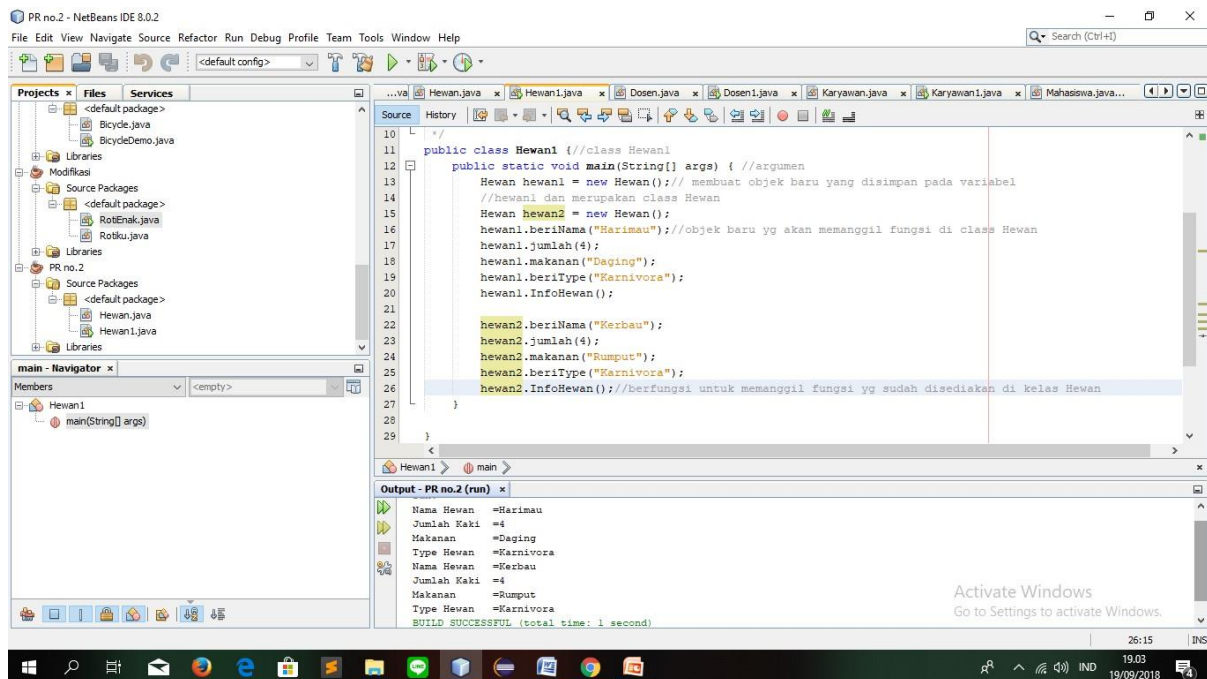 PR no.2 - NetBeans IDE 8.0.2
File Edit View Navigate Source Refactor Run Debug Profile Team Tools Window Help
Search (Ctrl+I)
<default config>
Projects x Files Services
<default package>
Bicycle.java
BicycleDemo.java
Libraries
Modifikasi
Source Packages
<default package>
RotiEnak.java
Rotiku.java
Libraries
PR no.2
Source Packages
<default package>
Hewan.java
Hewan1.java
Libraries
main - Navigator x
Members
<empty>
Hewan1
main(String[] args)
...va Hewan.java x Hewan1.java x Dosen.java x Dosen1.java x Karyawan.java x Karyawan1.java x Mahasiswa.java...
Source History
10 */
11 public class Hewan1 {//class Hewan1
12 public static void main(String[] args) { //argumen
13 Hewan hewan1 = new Hewan();// membuat objek baru yang disimpan pada variabel
14 //hewan1 dan merupakan class Hewan
15 Hewan hewan2 = new Hewan();
16 hewan1.beriNama("Harimau");//objek baru yg akan memanggil fungsi di class Hewan
17 hewan1.jumlah(4);
18 hewan1.makanan("Daging");
19 hewan1.beriType("Karnivora");
20 hewan1.InfoHewan();
21
22 hewan2.beriNama("Kerbau");
23 hewan2.jumlah(4);
24 hewan2.makanan("Rumput");
25 hewan2.beriType("Karnivora");
26 hewan2.InfoHewan();//berfungsi untuk memanggil fungsi yg sudah disediakan di kelas Hewan
27 }
28
29 }
Hewan1 main
Output - PR no.2 (run) x
Nama Hewan =Harimau
Jumlah Kaki =4
Makanan =Daging
Type Hewan =Karnivora
Nama Hewan =Kerbau
Jumlah Kaki =4
Makanan =Rumput
Type Hewan =Karnivora
BUILD SUCCESSFUL (total time: 1 second)
Activate Windows
Go to Settings to activate Windows.
26:15 INS
IND
19.03
19/09/2018